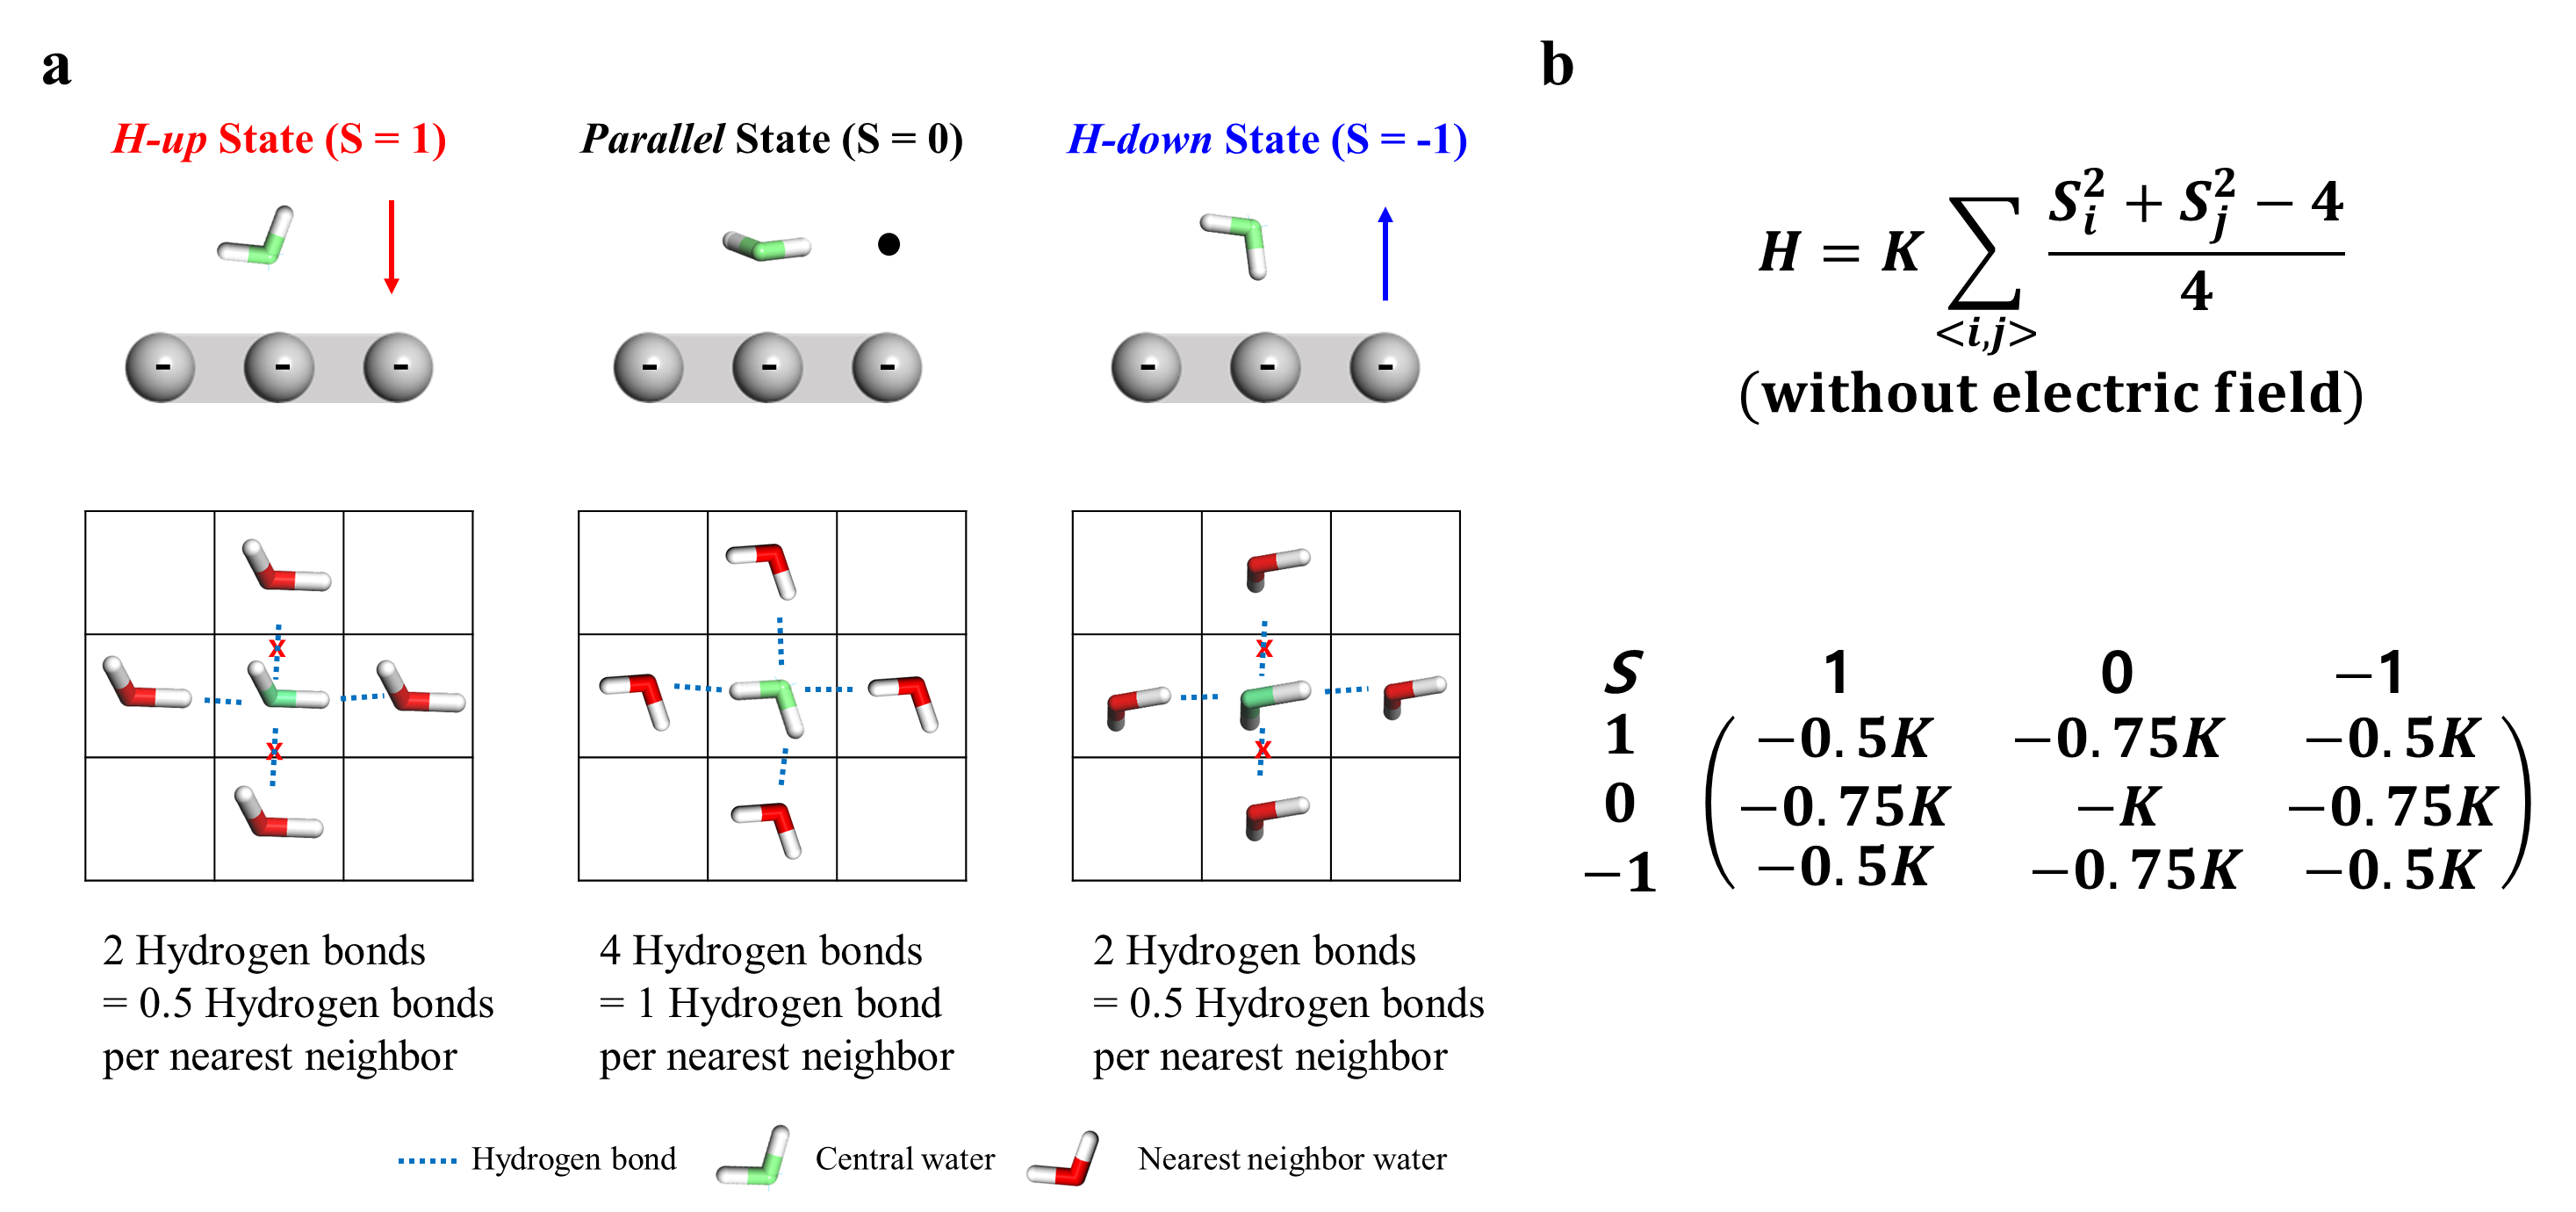 a
H-up State (S = 1)
Parallel State (S = 0)
H-down State (S = -1)
- - -
- - -
- - -
x
x
x
x
2 Hydrogen bonds
= 0.5 Hydrogen bonds
per nearest neighbor
4 Hydrogen bonds
= 1 Hydrogen bond
per nearest neighbor
2 Hydrogen bonds
= 0.5 Hydrogen bonds
per nearest neighbor
Hydrogen bond
Central water
Nearest neighbor water
b
H = K ∑_{<i,j>} \frac{S_i^2 + S_j^2 − 4}{4}
(without electric field)
S 1 0 −1
1 −0.5K −0.75K −0.5K
0 −0.75K −K −0.75K
−1 −0.5K −0.75K −0.5K